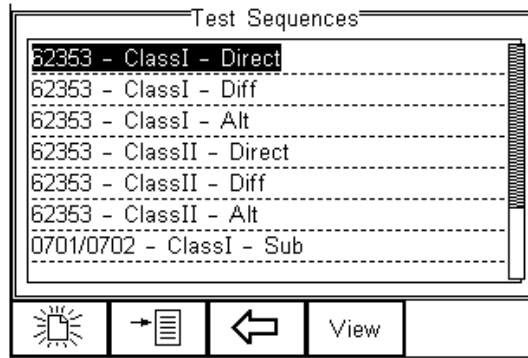 Test Sequences
62353 - ClassI - Direct
62353 - ClassI - Diff
62353 - ClassI - Alt
62353 - ClassII - Direct
62353 - ClassII - Diff
62353 - ClassII - Alt
0701/0702 - ClassI - Sub
View